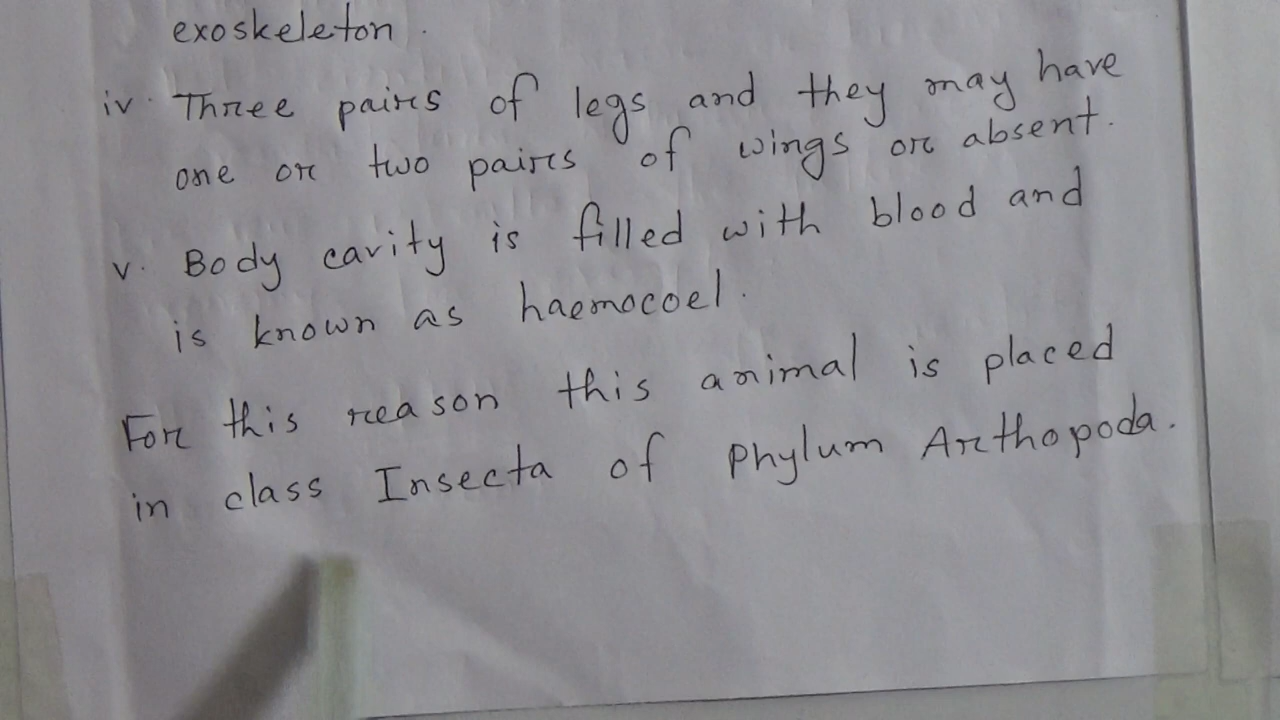 exoskeleton.
iv. Three pairs of legs and they may have
one or two pairs of wings or absent.
v. Body cavity is filled with blood and
is known as haemocoel.
For this reason this animal is placed
in class Insecta of Phylum Arthopoda.